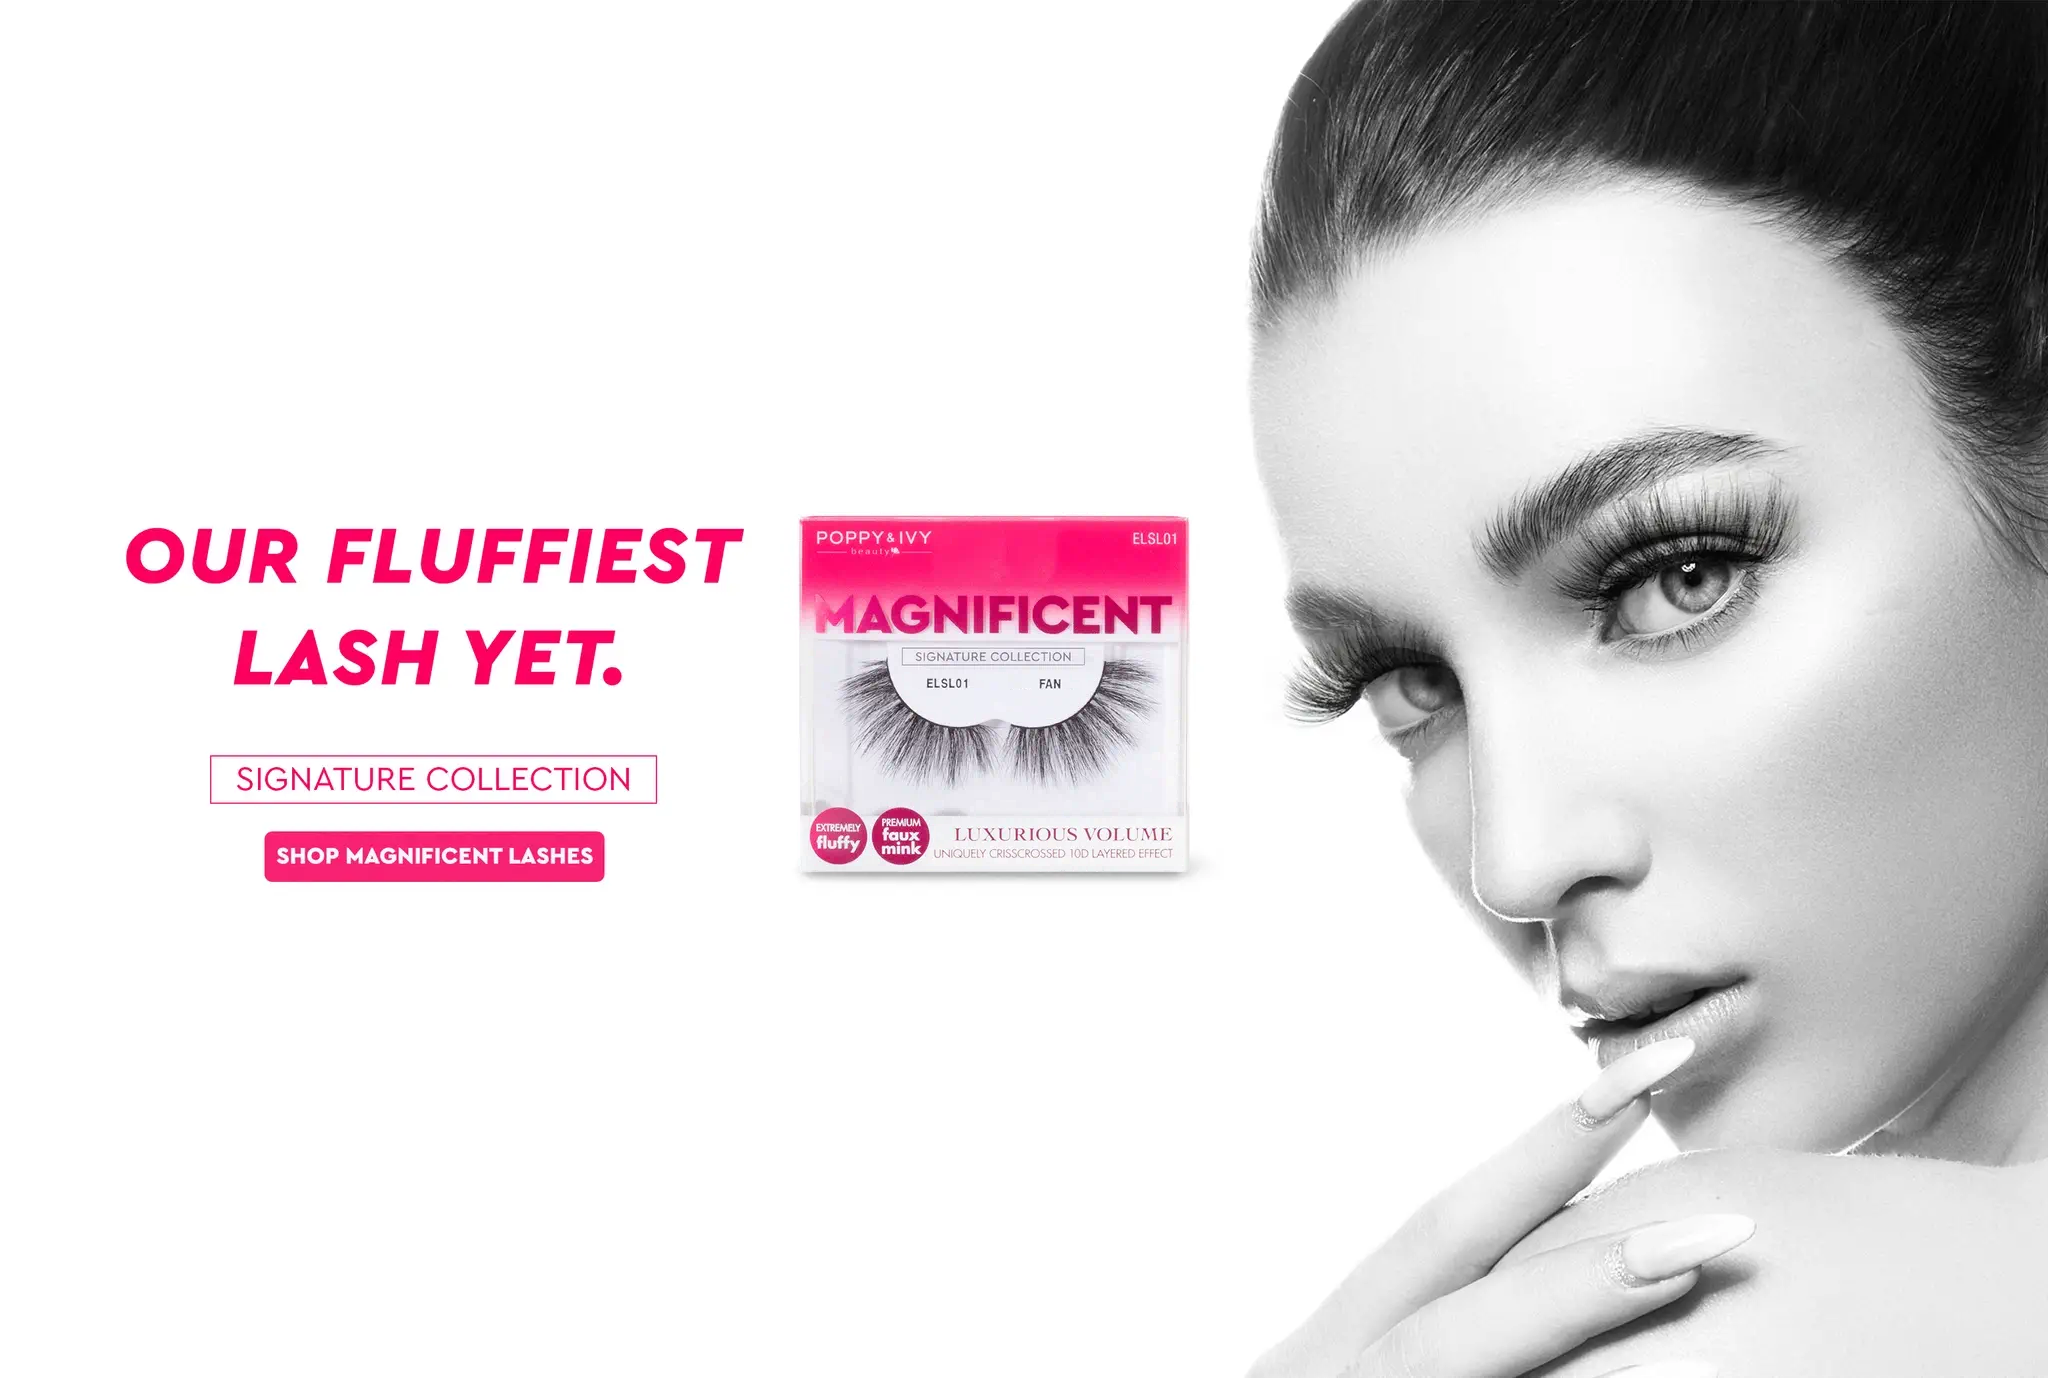 OUR FLUFFIEST
LASH YET.
SIGNATURE COLLECTION
SHOP MAGNIFICENT LASHES
POPPY & IVY
beauty
ELSL01
MAGNIFICENT
SIGNATURE COLLECTION
ELSL01 FAN
EXTREMELY
fluffy
PREMIUM
faux
mink
LUXURIOUS VOLUME
UNIQUELY CRISSCROSSED 10D LAYERED EFFECT